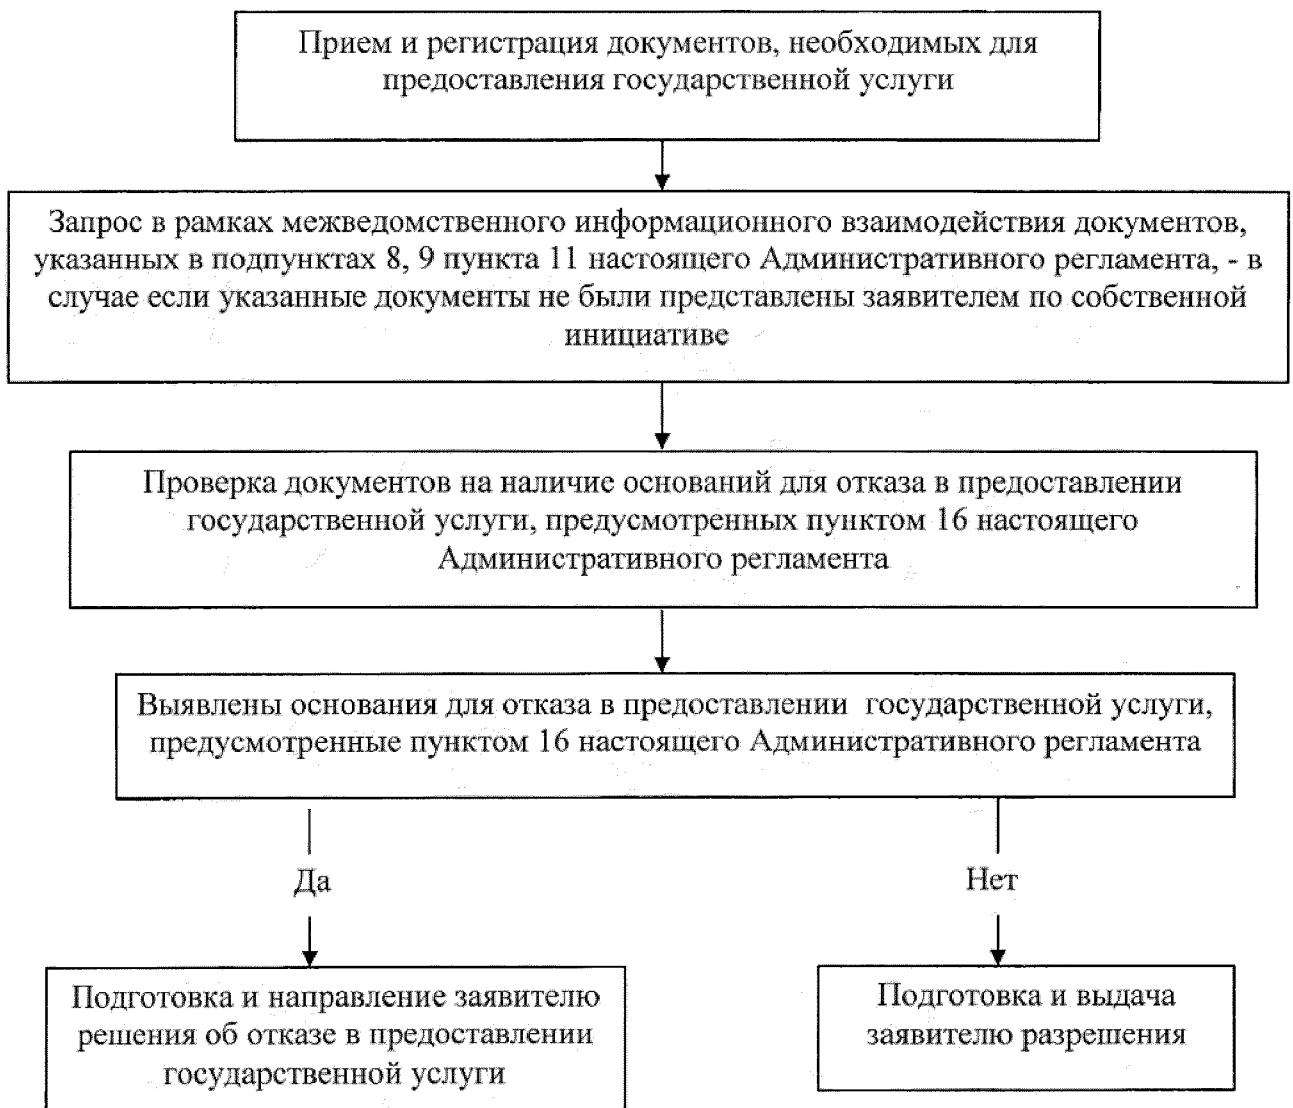 Прием и регистрация документов, необходимых для
предоставления государственной услуги
Запрос в рамках межведомственного информационного взаимодействия документов,
указанных в подпунктах 8, 9 пункта 11 настоящего Административного регламента, - в
случае если указанные документы не были представлены заявителем по собственной
инициативе
Проверка документов на наличие оснований для отказа в предоставлении
государственной услуги, предусмотренных пунктом 16 настоящего
Административного регламента
Выявлены основания для отказа в предоставлении государственной услуги,
предусмотренные пунктом 16 настоящего Административного регламента
Да
Нет
Подготовка и направление заявителю
решения об отказе в предоставлении
государственной услуги
Подготовка и выдача
заявителю разрешения